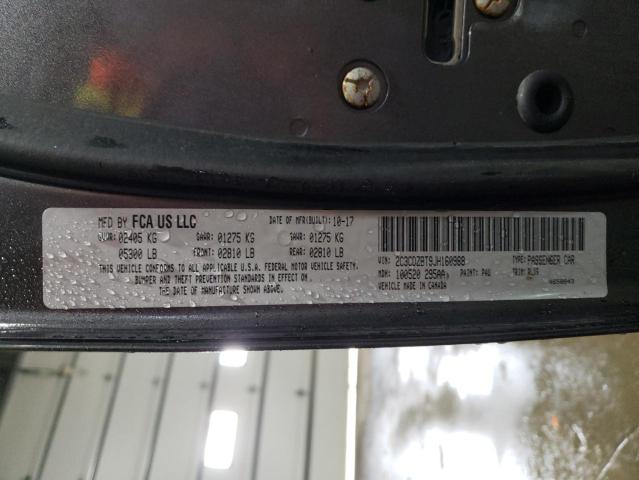 MFD BY FCA US LLC DATE OF MFR(BUILT): 10-17
GVWR: 02405 KG GAWR: 01275 KG GAWR: 01275 KG
05300 LB FRONT: 02810 LB REAR: 02810 LB
THIS VEHICLE CONFORMS TO ALL APPLICABLE U.S.A. FEDERAL MOTOR VEHICLE SAFETY,
BUMPER AND THEFT PREVENTION STANDARDS IN EFFECT ON
THE DATE OF MANUFACTURE SHOWN ABOVE.
VIN: 2C3CDZBT9JH160988 TYPE: PASSENGER CAR
MDH: 100520 295AA PAINT: PAU TRIM:
VEHICLE MADE IN CANADA